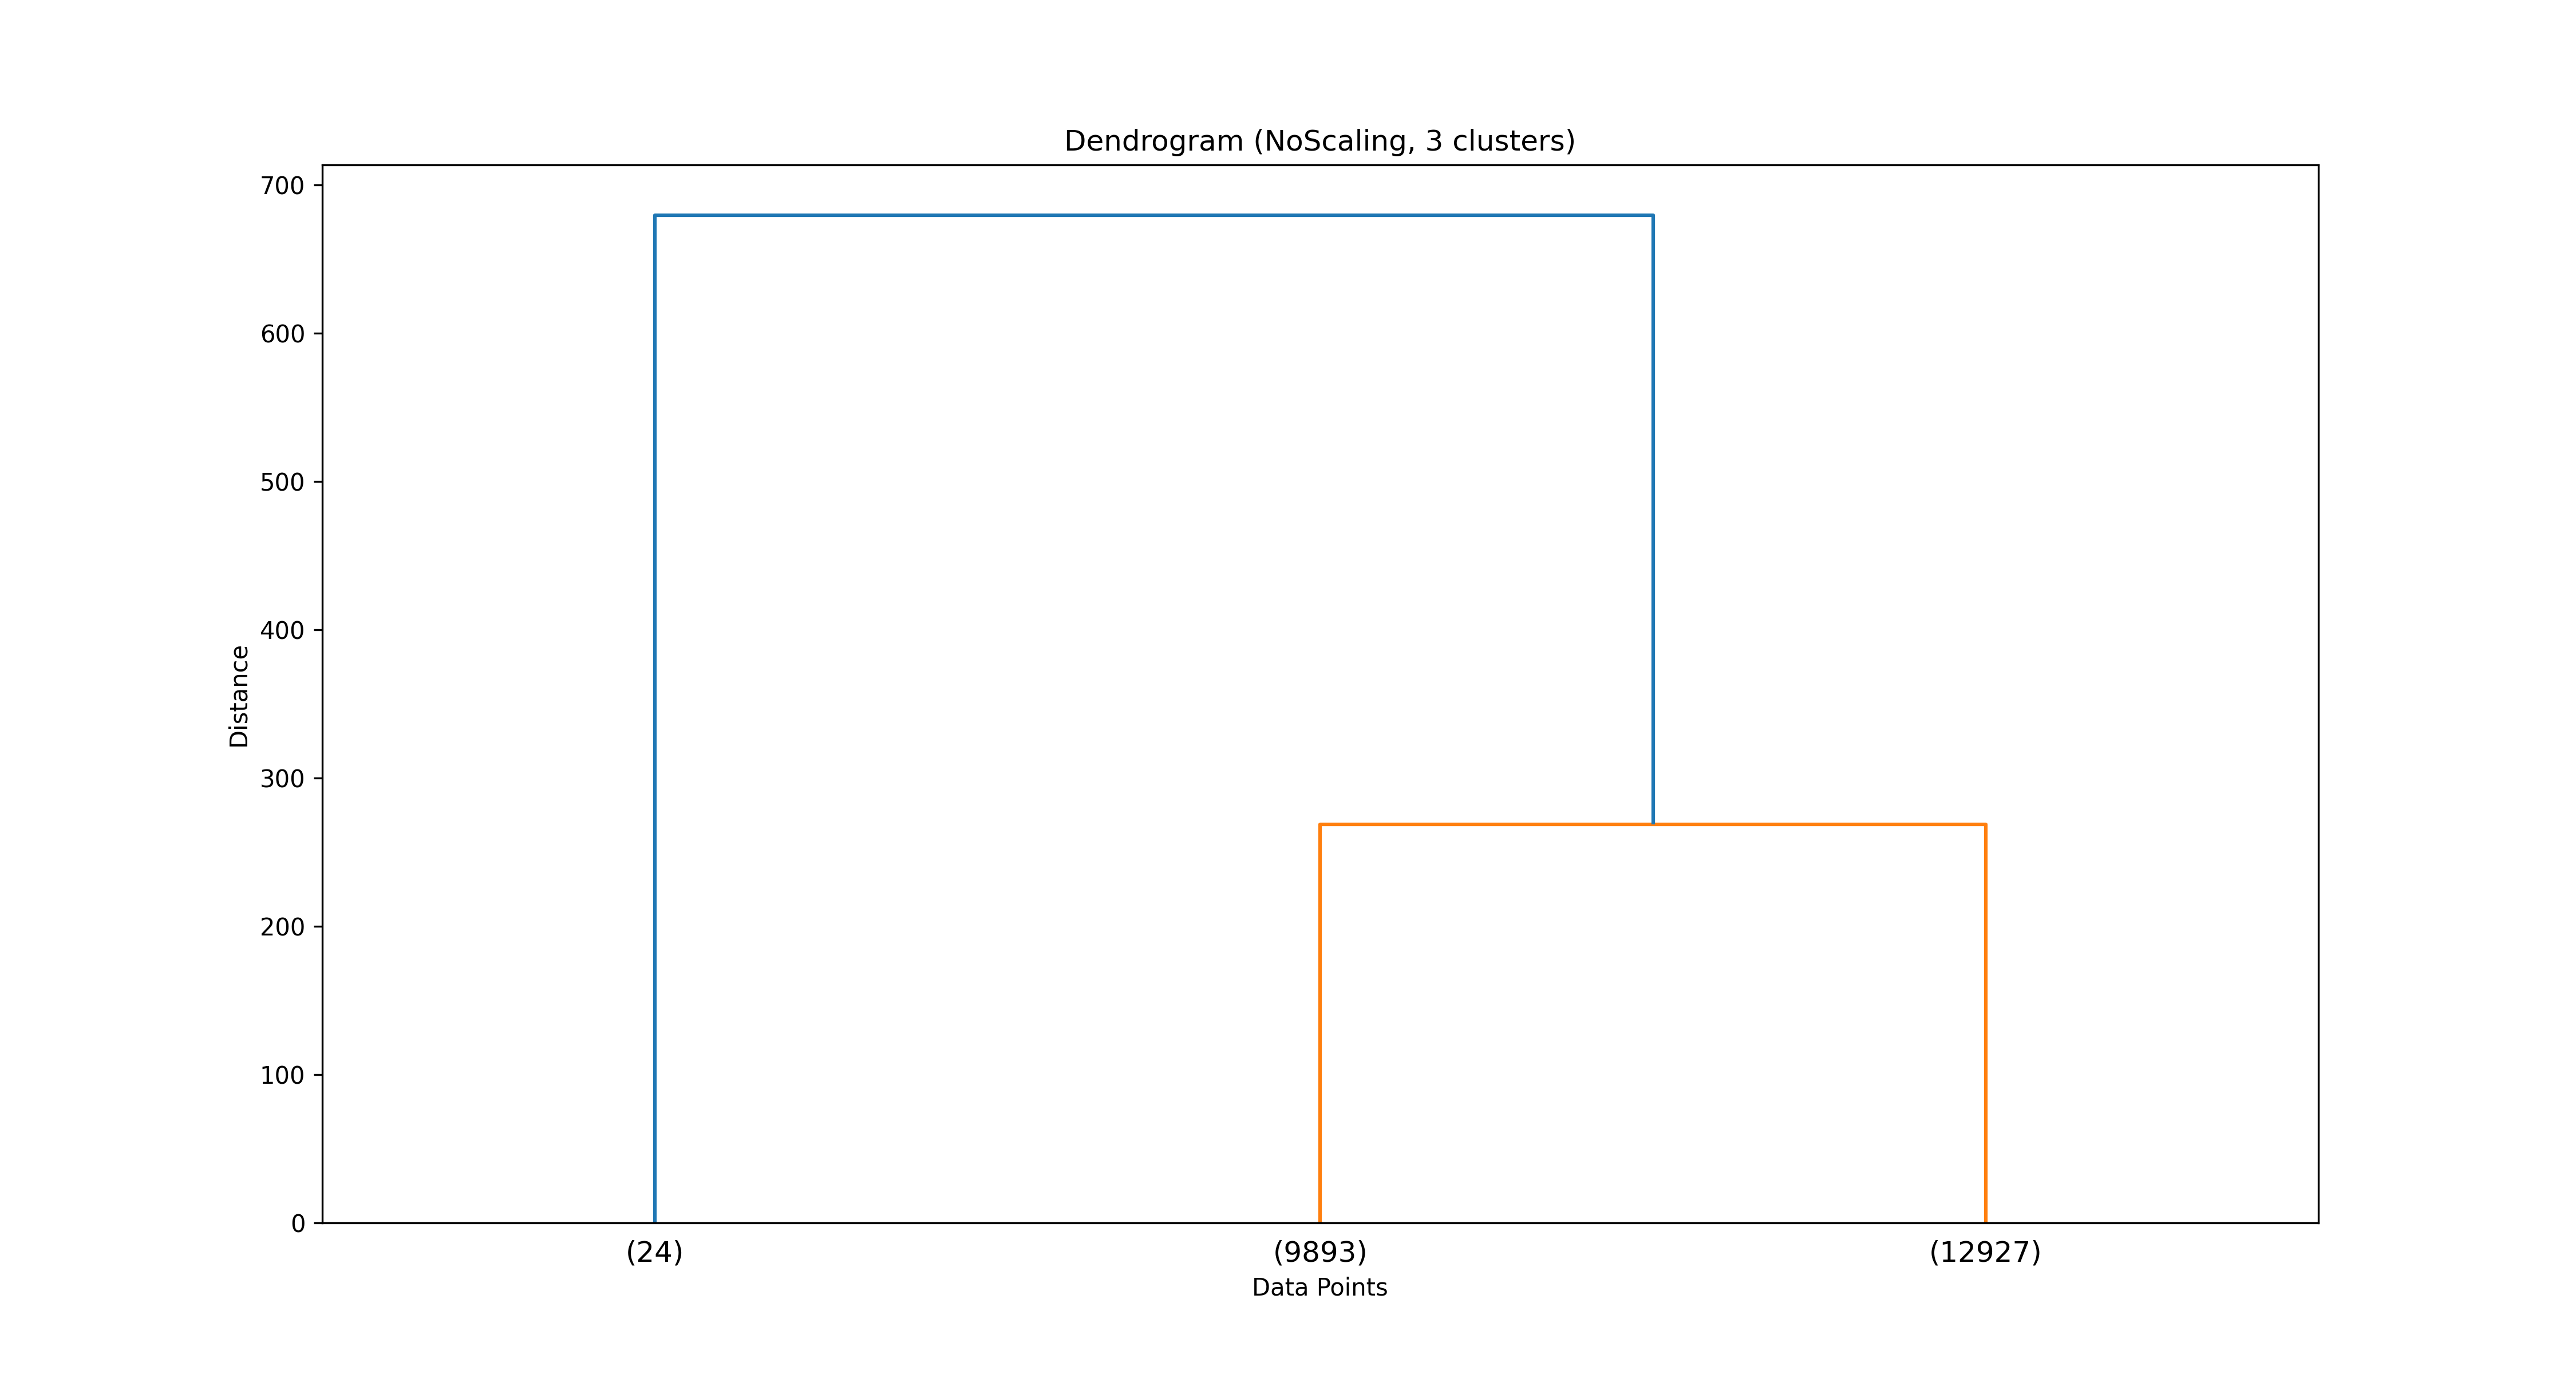 Dendrogram (NoScaling, 3 clusters)
700
600
500
400
300
200
100
0
Distance
(24) (9893) (12927)
Data Points